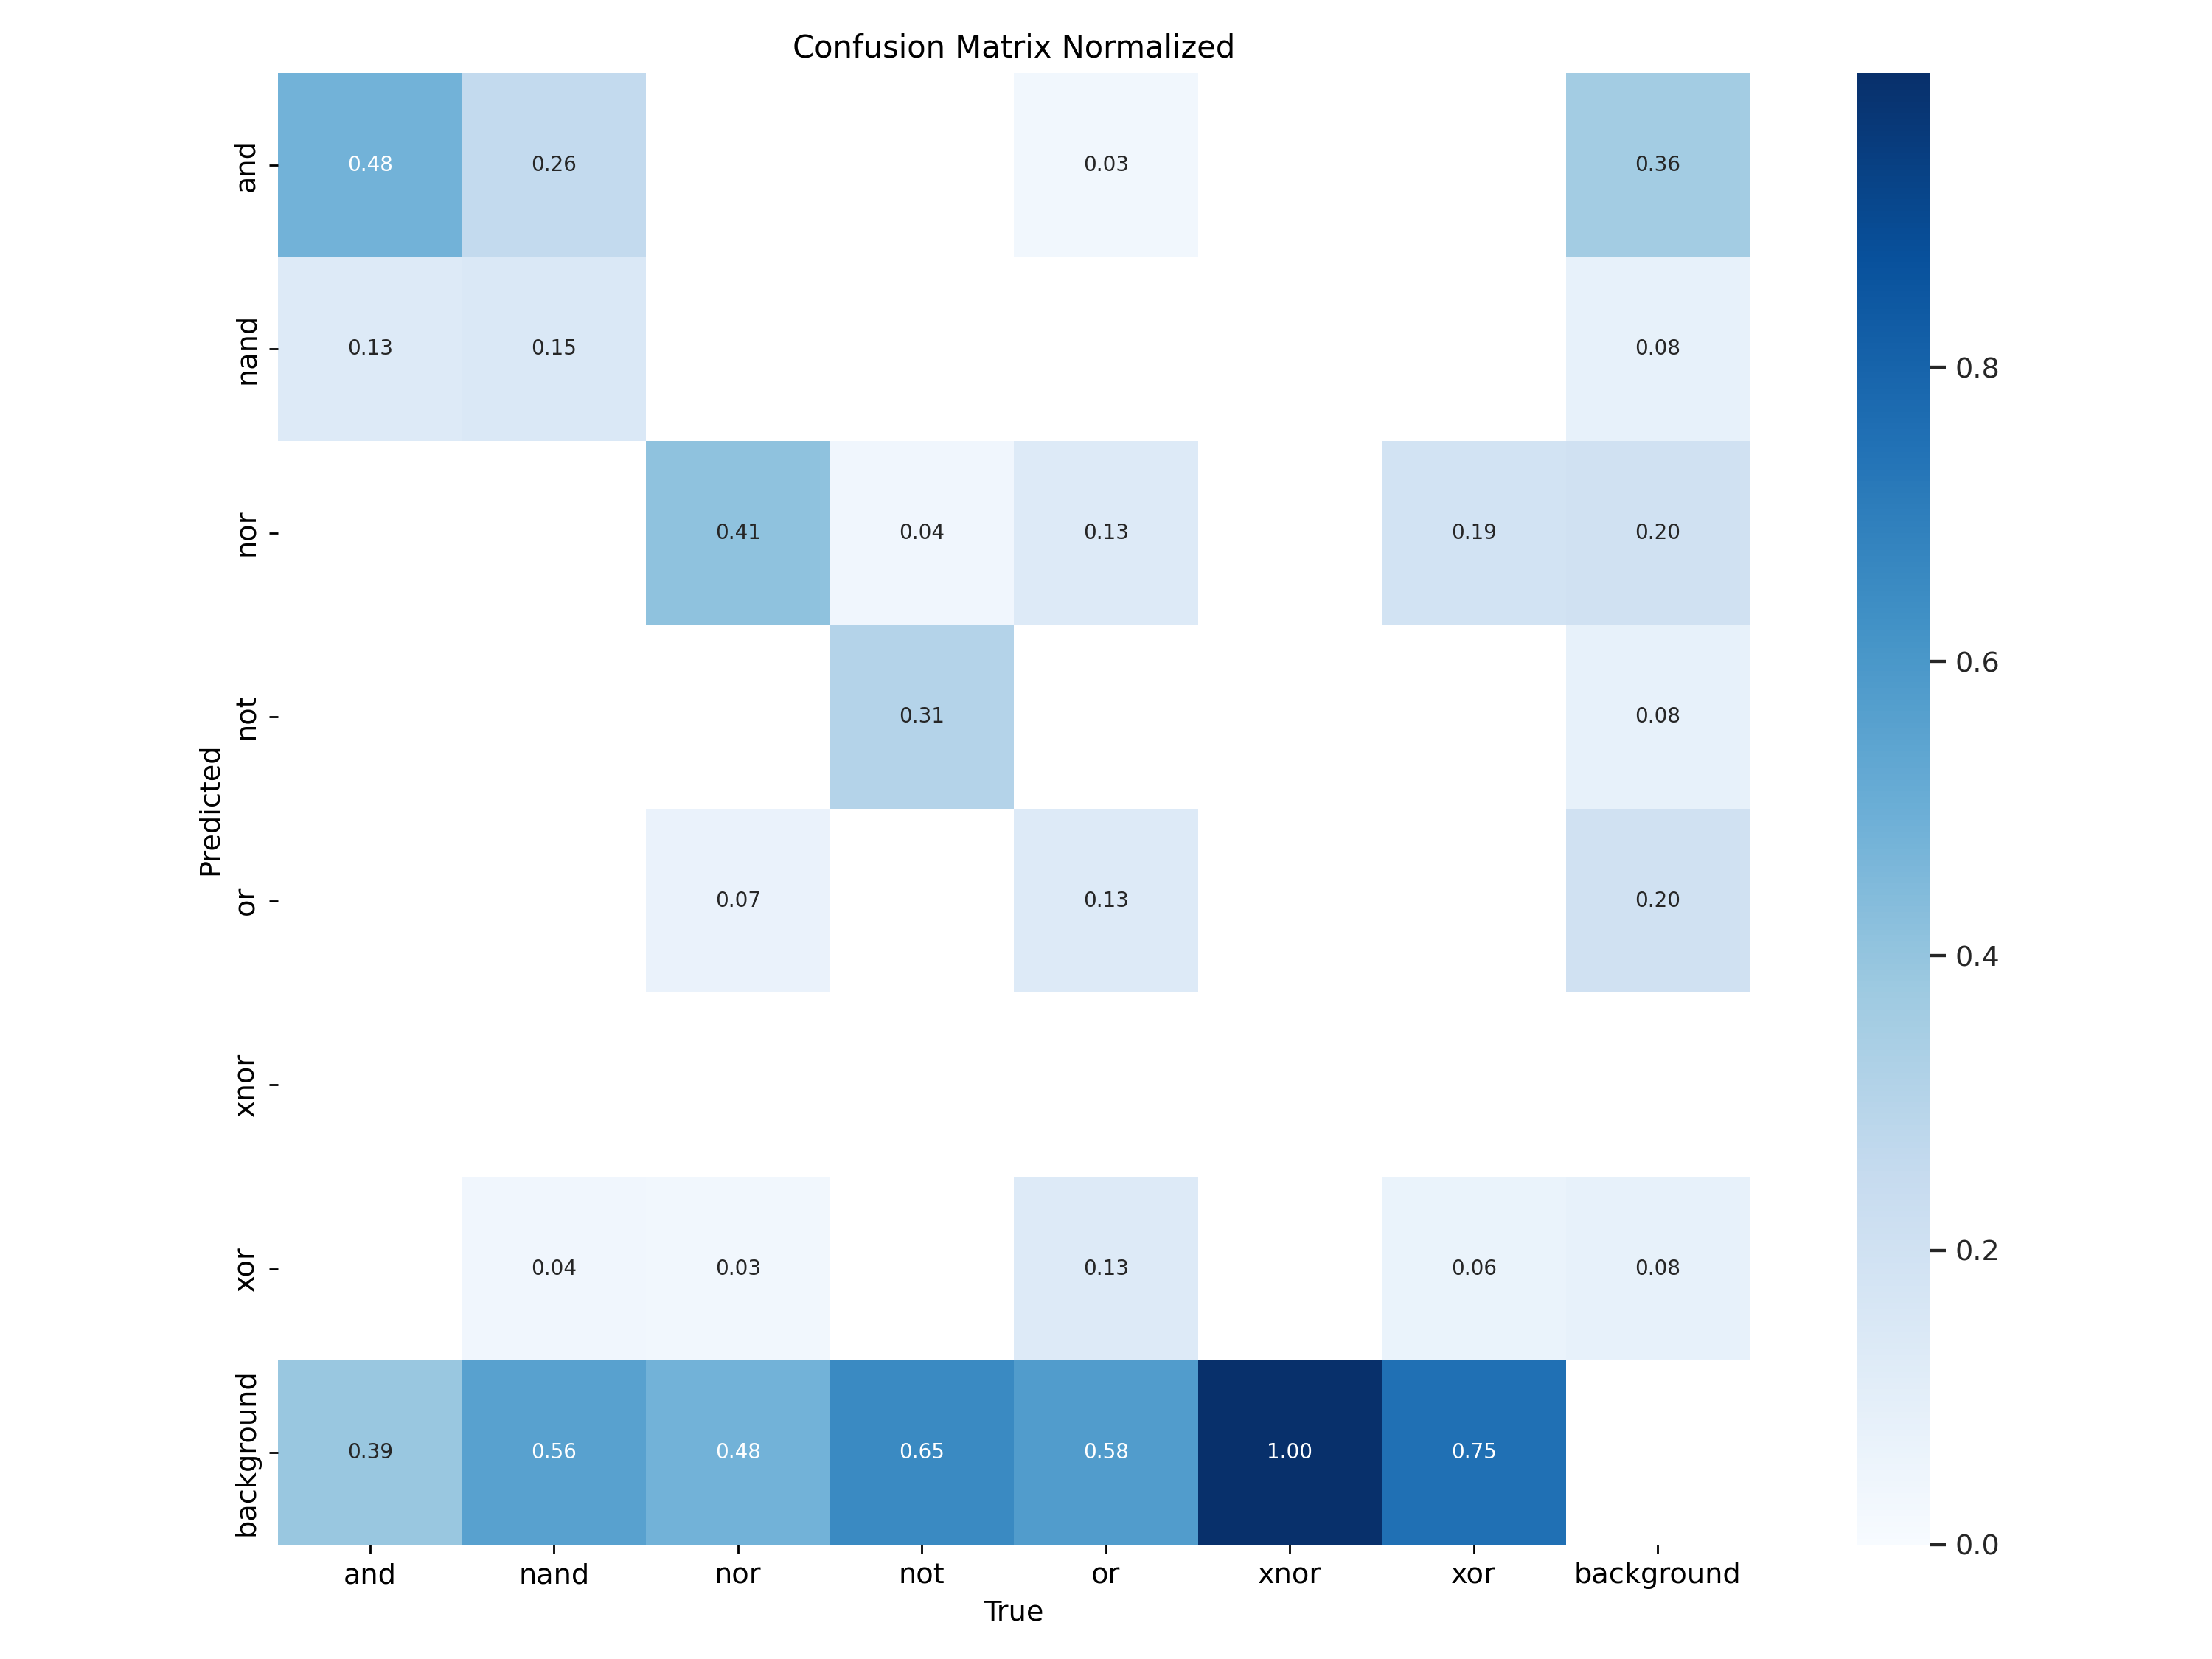 Confusion Matrix Normalized
and 0.48 0.26 0.03 0.36
nand 0.13 0.15 0.08
nor 0.41 0.04 0.13 0.19 0.20
not 0.31 0.08
or 0.07 0.13 0.20
xnor
xor 0.04 0.03 0.13 0.06 0.08
background 0.39 0.56 0.48 0.65 0.58 1.00 0.75
Predicted
and nand nor not or xnor xor background
True
0.8
0.6
0.4
0.2
0.0